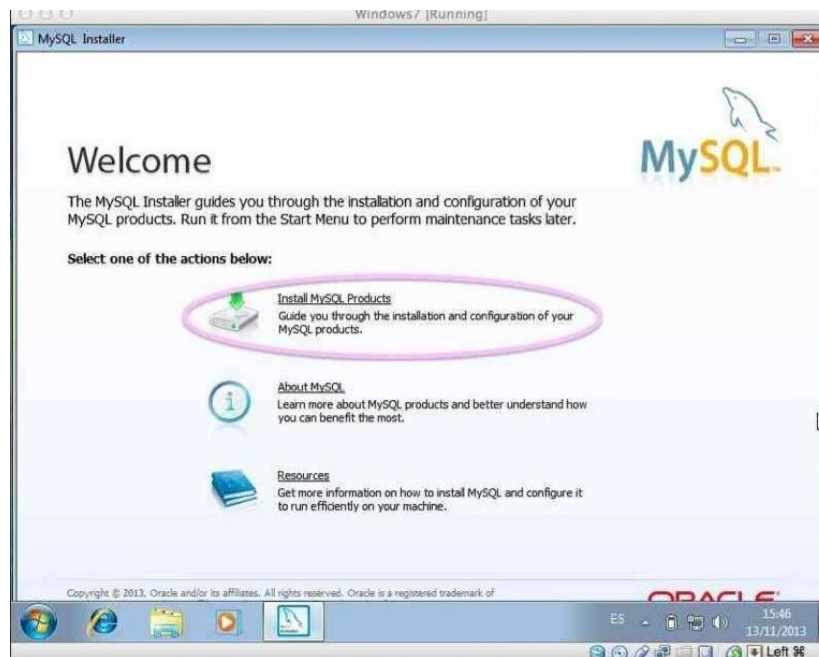 Windows7 [Running]
MySQL Installer
MySQL™
Welcome
The MySQL Installer guides you through the installation and configuration of your
MySQL products. Run it from the Start Menu to perform maintenance tasks later.
Select one of the actions below:
Install MySQL Products
Guide you through the installation and configuration of your
MySQL products.
About MySQL
Learn more about MySQL products and better understand how
you can benefit the most.
Resources
Get more information on how to install MySQL and configure it
to run efficiently on your machine.
Copyright © 2013, Oracle and/or its affiliates. All rights reserved. Oracle is a registered trademark of
ORACLE
ES
15:46
13/11/2013
Left ⌘